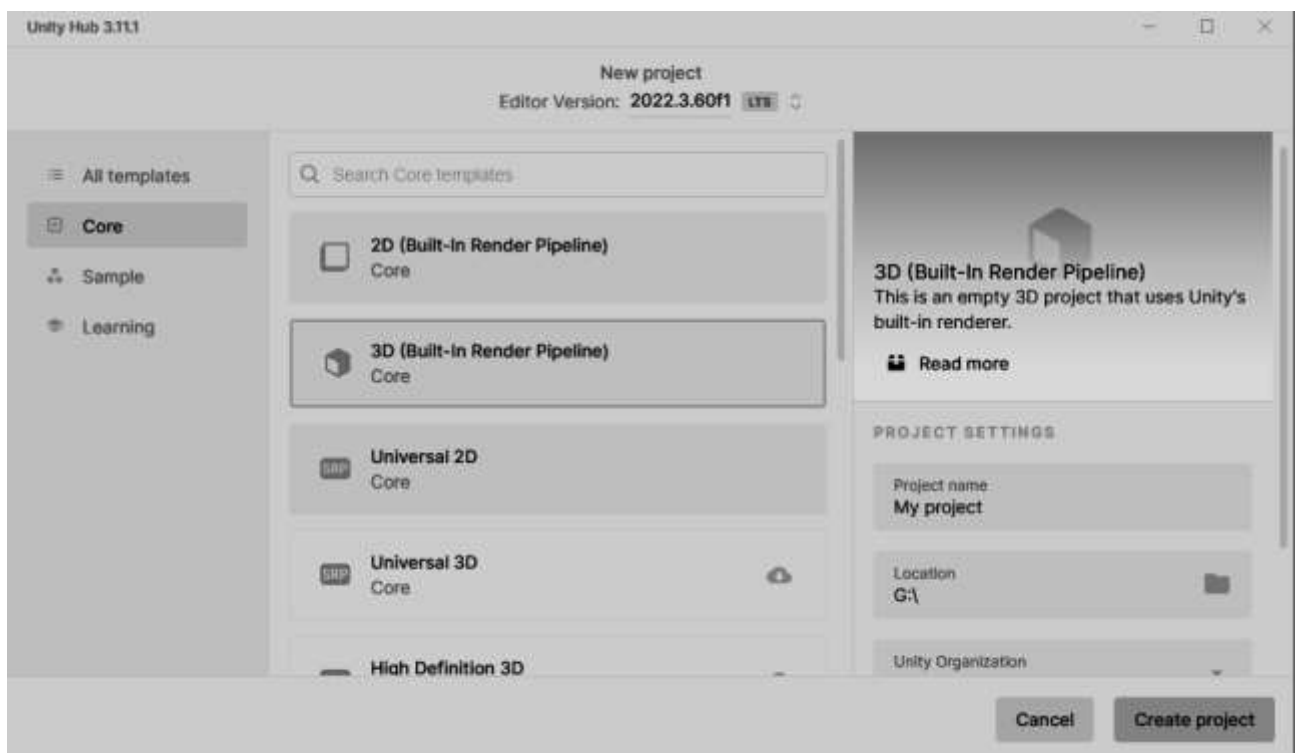 Unity Hub 3.11.1
New project
Editor Version: 2022.3.60f1 LTS
All templates
Core
Sample
Learning
Search Core templates
2D (Built-In Render Pipeline)
Core
3D (Built-In Render Pipeline)
Core
SRP
Universal 2D
Core
SRP
Universal 3D
Core
High Definition 3D
3D (Built-In Render Pipeline)
This is an empty 3D project that uses Unity's
built-in renderer.
Read more
PROJECT SETTINGS
Project name
My project
Location
G:\
Unity Organization
Cancel
Create project